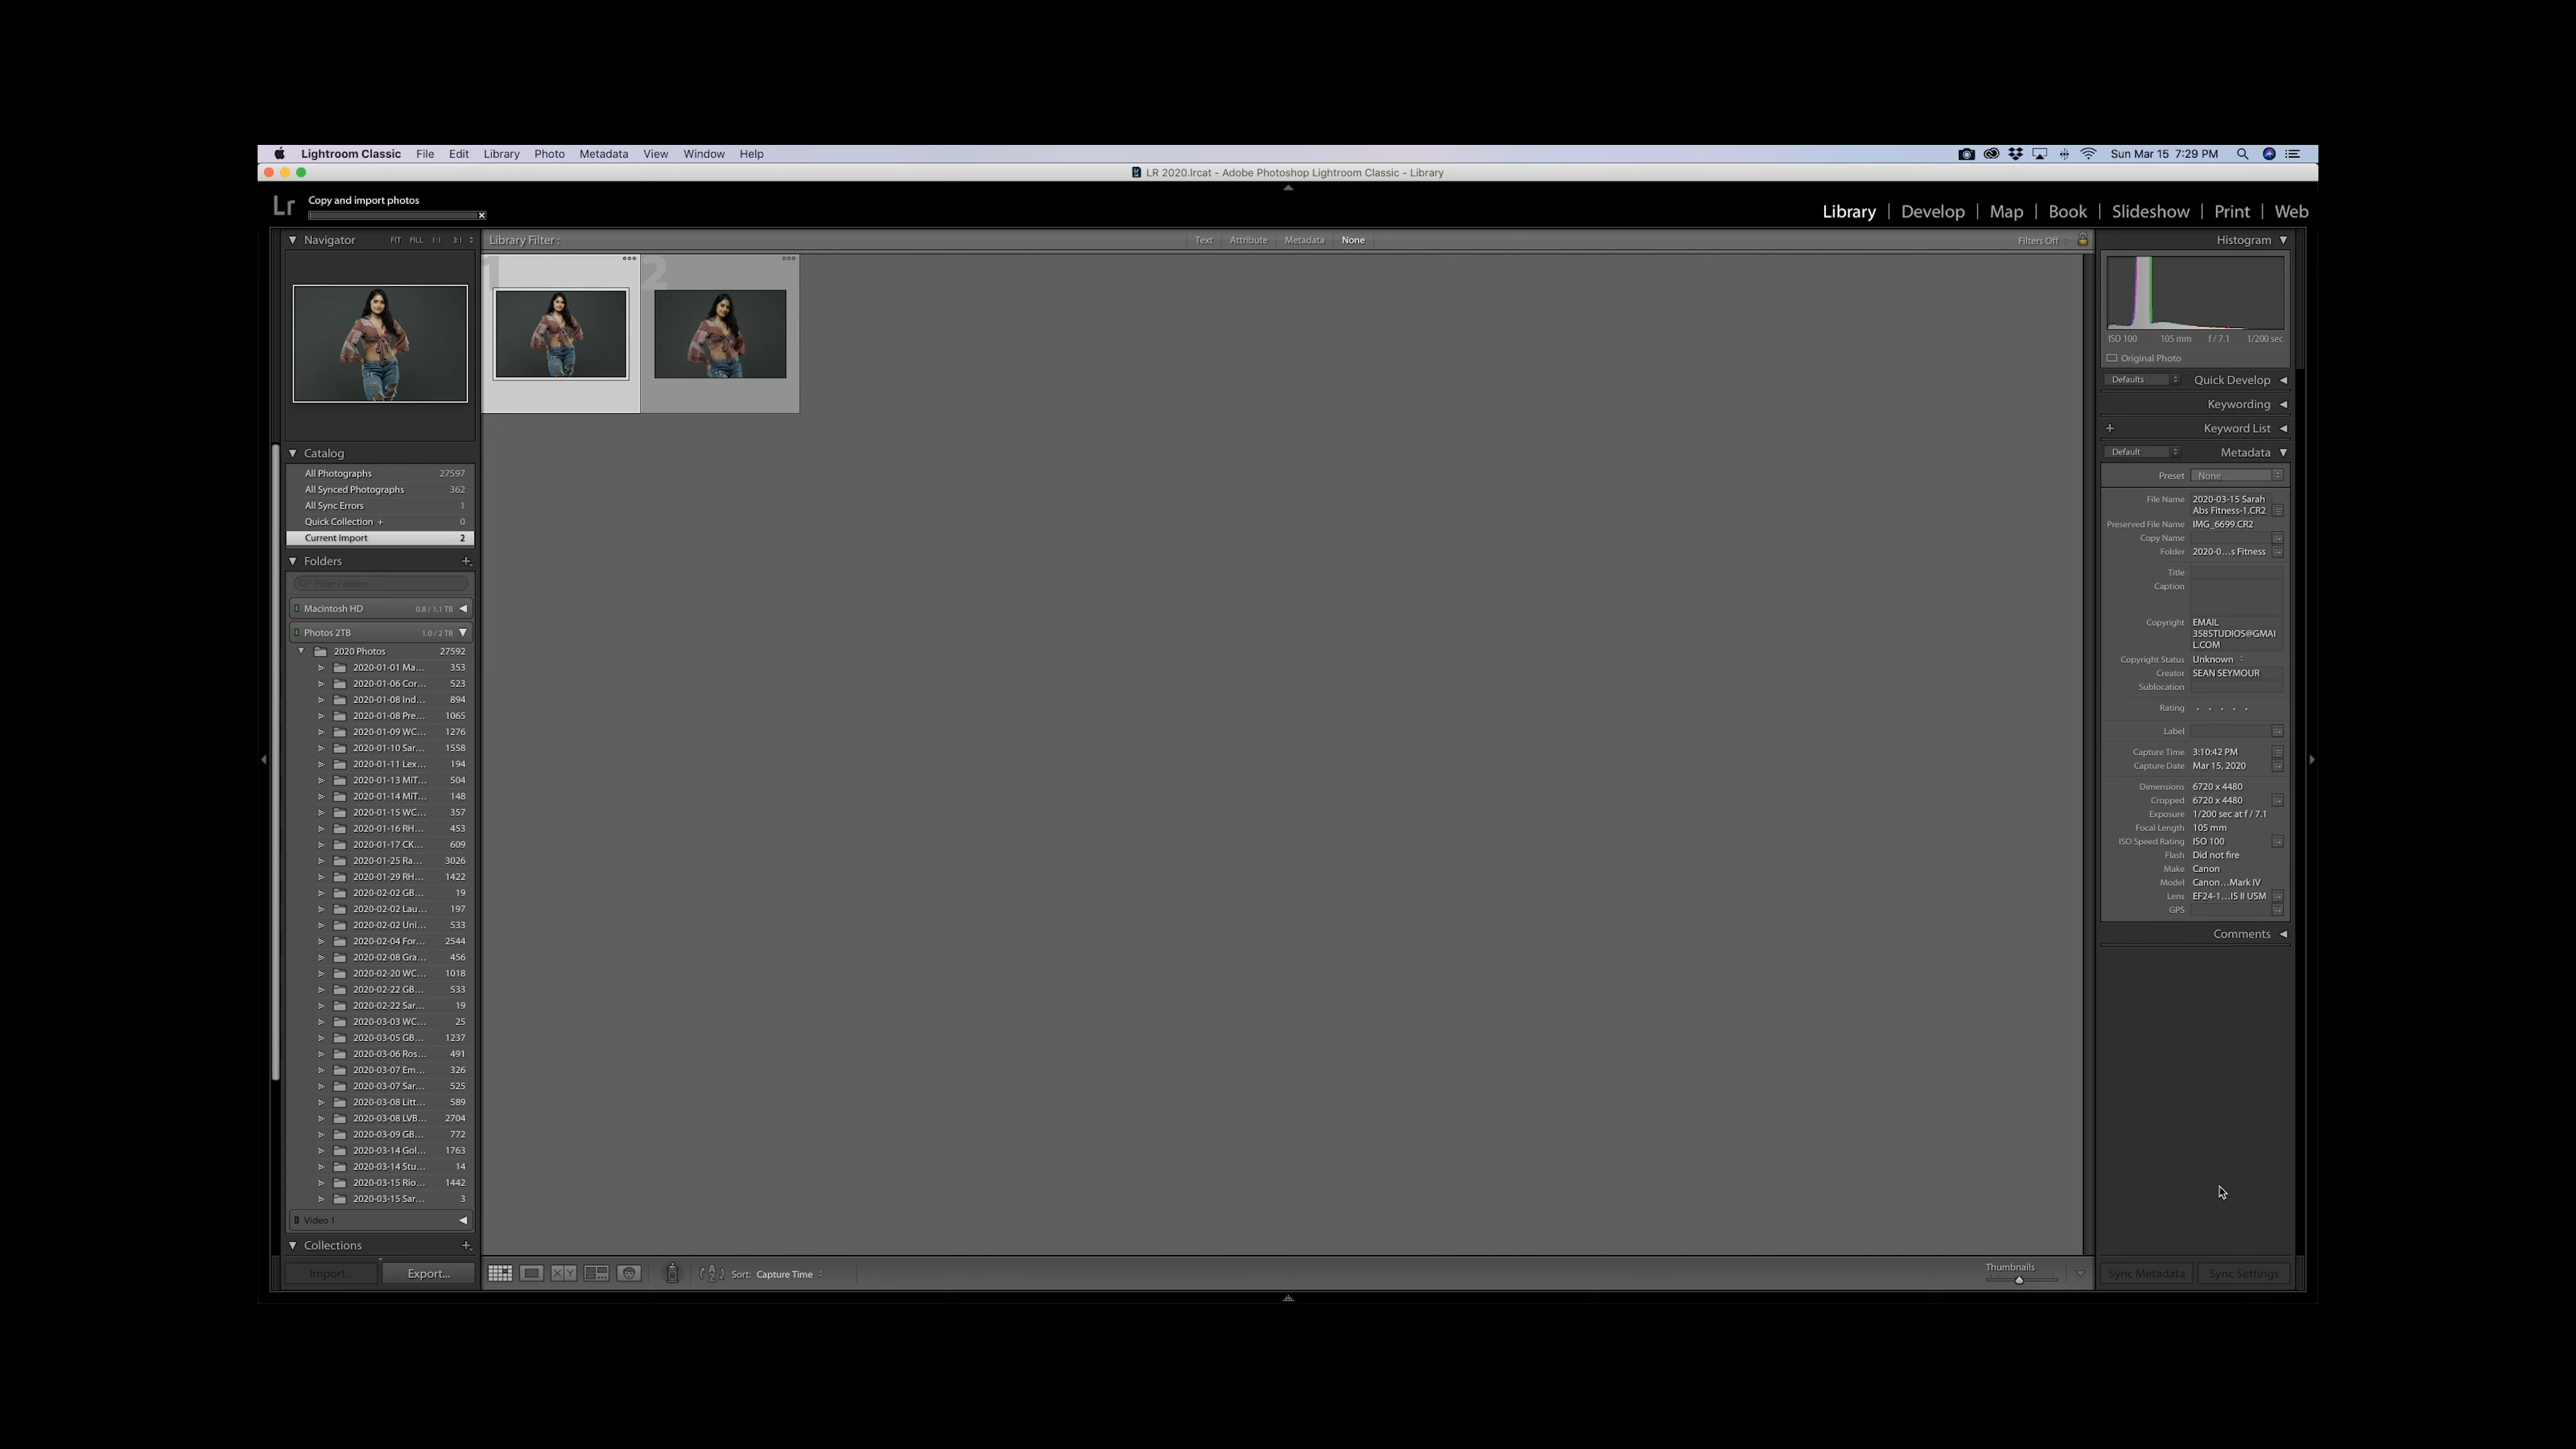 Lightroom Classic File Edit Library Photo Metadata View Window Help
Sun Mar 15 7:29 PM
LR 2020.lrcat - Adobe Photoshop Lightroom Classic - Library
Lr
Copy and import photos
Library | Develop | Map | Book | Slideshow | Print | Web
Navigator FIT FILL 1:1 3:1
Library Filter : Text Attribute Metadata None Filters Off
Histogram
1
2
ISO 100 105 mm f / 7.1 1/200 sec
Original Photo
Defaults Quick Develop
Keywording
Keyword List
Default Metadata
Preset None
File Name 2020-03-15 Sarah
Abs Fitness-1.CR2
Preserved File Name IMG_6699.CR2
Copy Name
Folder 2020-0...s Fitness
Title
Caption
Copyright EMAIL
358STUDIOS@GMAI
L.COM
Copyright Status Unknown
Creator SEAN SEYMOUR
Sublocation
Rating
Label
Capture Time 3:10:42 PM
Capture Date Mar 15, 2020
Dimensions 6720 x 4480
Cropped 6720 x 4480
Exposure 1/200 sec at f / 7.1
Focal Length 105 mm
ISO Speed Rating ISO 100
Flash Did not fire
Make Canon
Model Canon...Mark IV
Lens EF24-1...IS II USM
GPS
Comments
Catalog
All Photographs 27597
All Synced Photographs 362
All Sync Errors 1
Quick Collection + 0
Current Import 2
Folders
Filter Folders
Macintosh HD 0.8 / 1.1 TB
Photos 2TB 1.0 / 2 TB
2020 Photos 27592
2020-01-01 Ma... 353
2020-01-06 Cor... 523
2020-01-08 Ind... 894
2020-01-08 Pre... 1065
2020-01-09 WC... 1276
2020-01-10 Sar... 1558
2020-01-11 Lex... 194
2020-01-13 MiT... 504
2020-01-14 MiT... 148
2020-01-15 WC... 357
2020-01-16 RH... 453
2020-01-17 CK... 609
2020-01-25 Ra... 3026
2020-01-29 RH... 1422
2020-02-02 GB... 19
2020-02-02 Lau... 197
2020-02-02 Uni... 533
2020-02-04 For... 2544
2020-02-08 Gra... 456
2020-02-20 WC... 1018
2020-02-22 GB... 533
2020-02-22 Sar... 19
2020-03-03 WC... 25
2020-03-05 GB... 1237
2020-03-06 Ros... 491
2020-03-07 Em... 326
2020-03-07 Sar... 525
2020-03-08 Litt... 589
2020-03-08 LVB... 2704
2020-03-09 GB... 772
2020-03-14 Gol... 1763
2020-03-14 Stu... 14
2020-03-15 Rio... 1442
2020-03-15 Sar... 3
Video 1
Collections
Import... Export...
Sort: Capture Time
Thumbnails
Sync Metadata Sync Settings